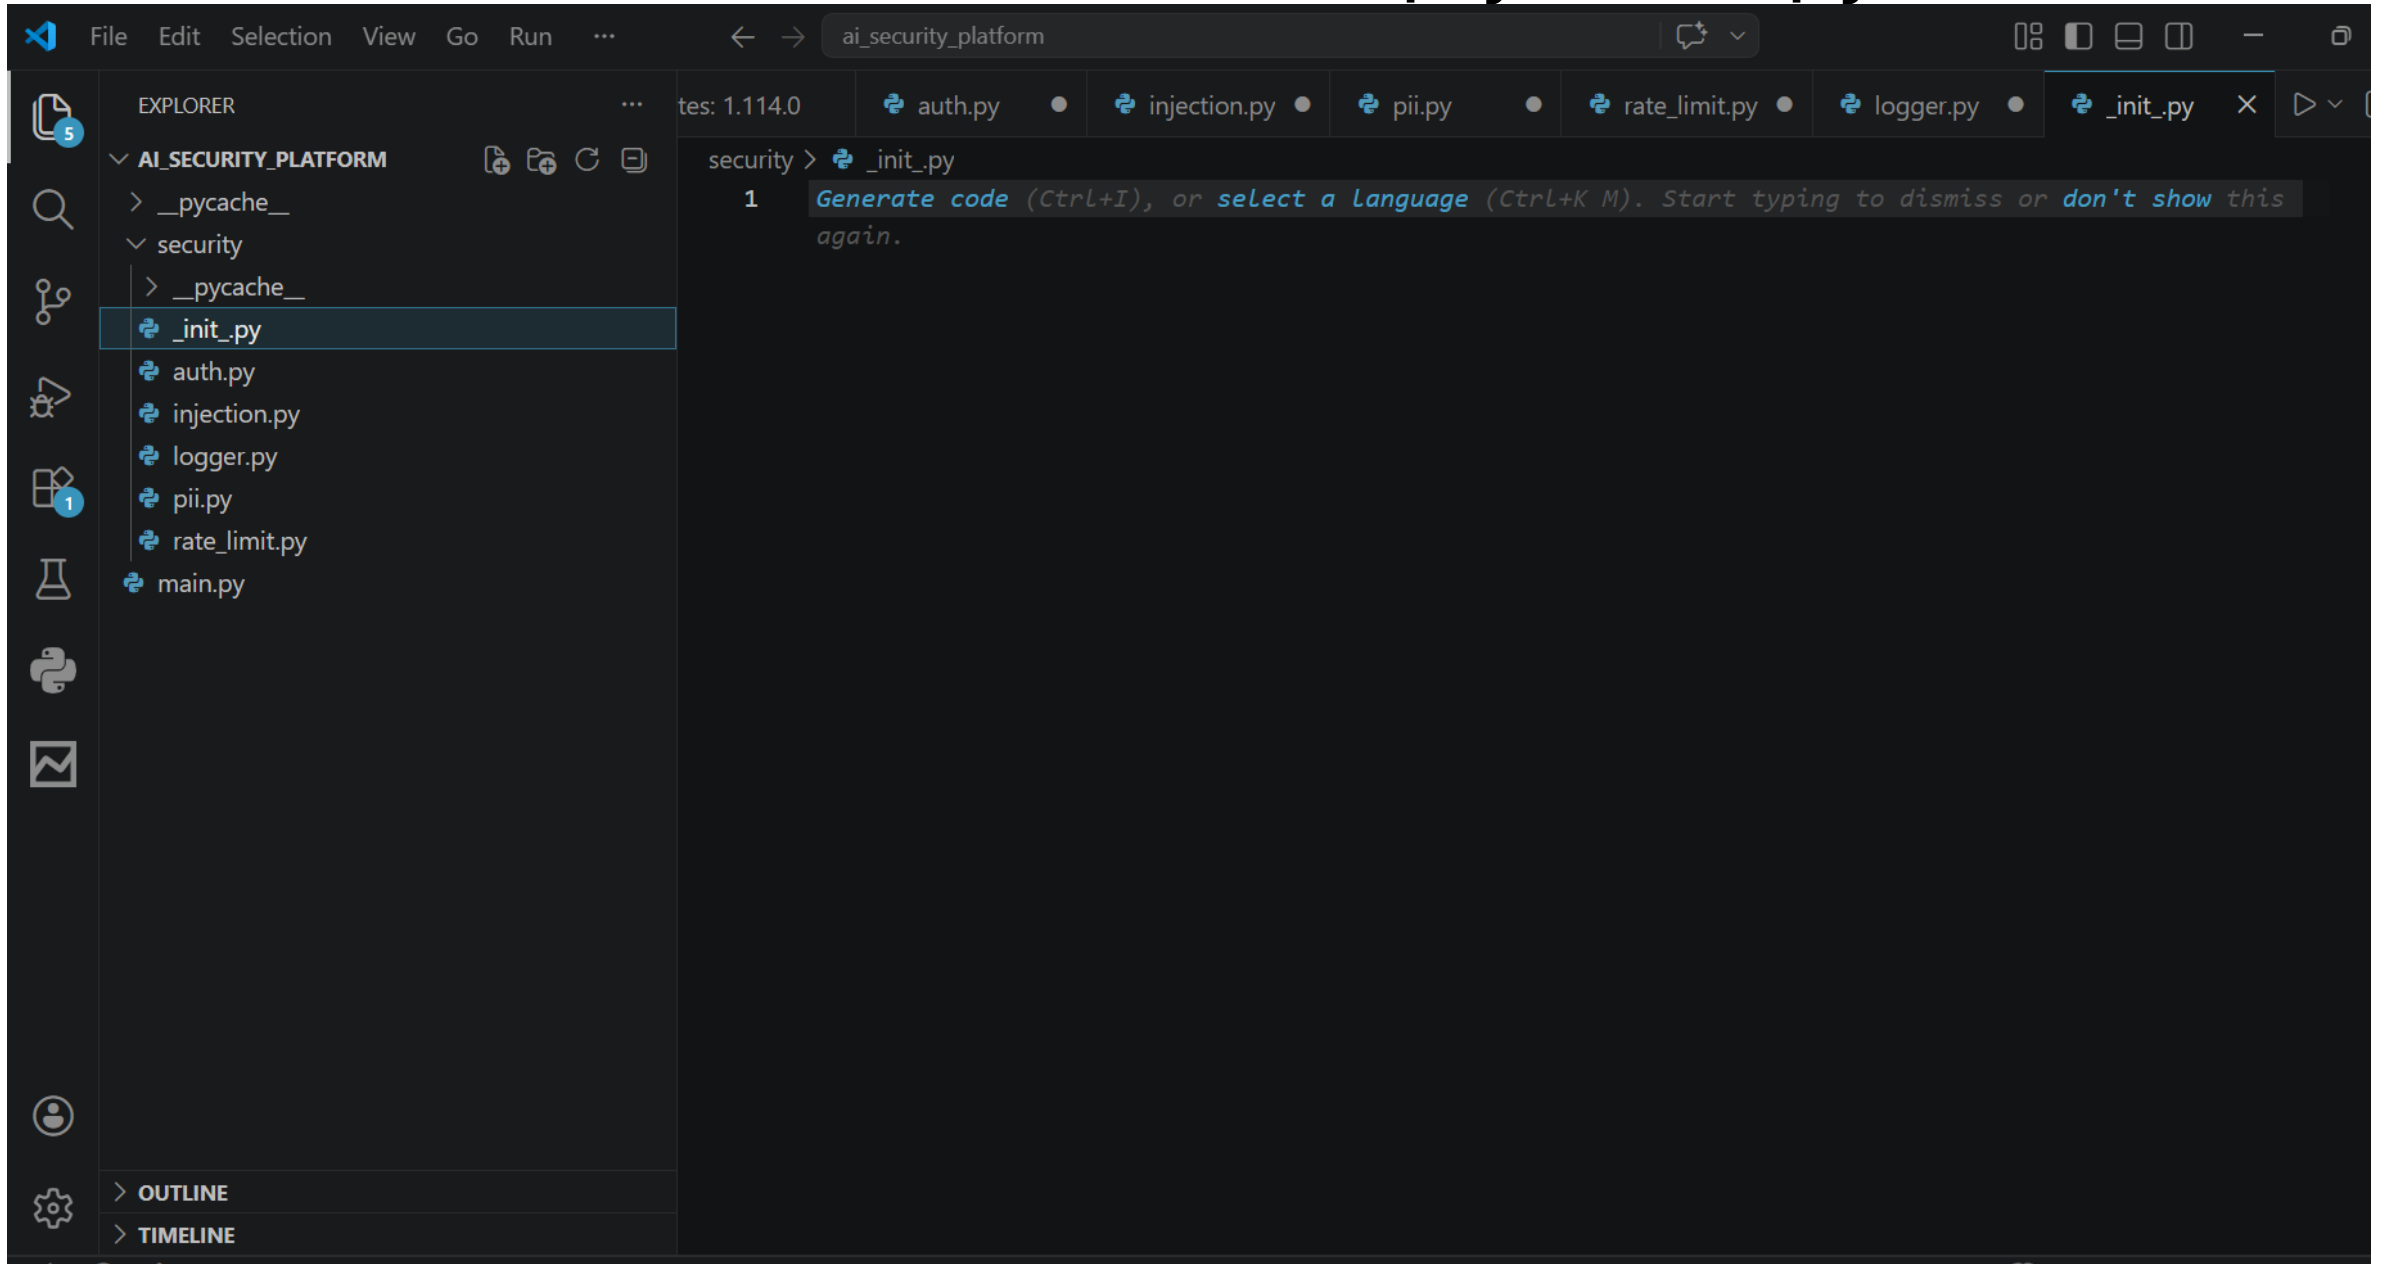 File Edit Selection View Go Run ··· ai_security_platform
EXPLORER ···
tes: 1.114.0 auth.py injection.py pii.py rate_limit.py logger.py _init_.py
AI_SECURITY_PLATFORM
security > _init_.py
__pycache__
security
__pycache__
_init_.py
auth.py
injection.py
logger.py
pii.py
rate_limit.py
main.py
5
1
1 Generate code (Ctrl+I), or select a language (Ctrl+K M). Start typing to dismiss or don't show this
again.
OUTLINE
TIMELINE